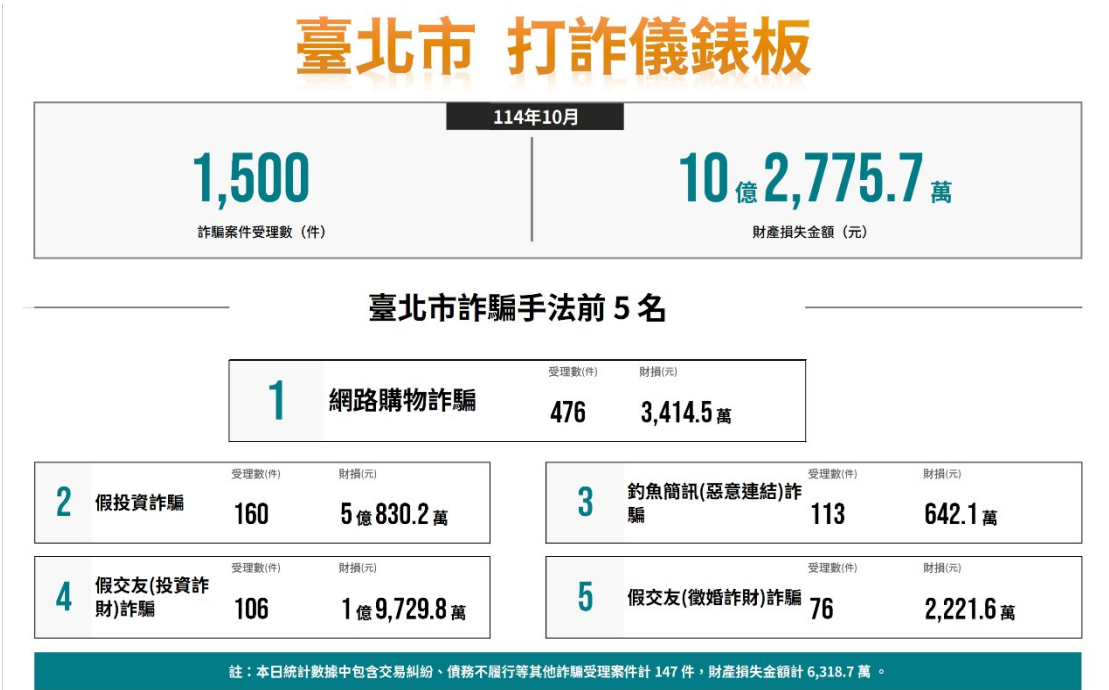 臺北市 打詐儀錶板
114年10月
1,500
詐騙案件受理數（件）
10億2,775.7萬
財產損失金額（元）
臺北市詐騙手法前 5 名
1
網路購物詐騙
受理數(件)
476
財損(元)
3,414.5 萬
2
假投資詐騙
受理數(件)
160
財損(元)
5億830.2萬
3
釣魚簡訊(惡意連結)詐
騙
受理數(件)
113
財損(元)
642.1 萬
4
假交友(投資詐
財)詐騙
受理數(件)
106
財損(元)
1億9,729.8萬
5
假交友(徵婚詐財)詐騙
受理數(件)
76
財損(元)
2,221.6 萬
註：本日統計數據中包含交易糾紛、債務不履行等其他詐騙受理案件計 147 件，財產損失金額計 6,318.7 萬 。